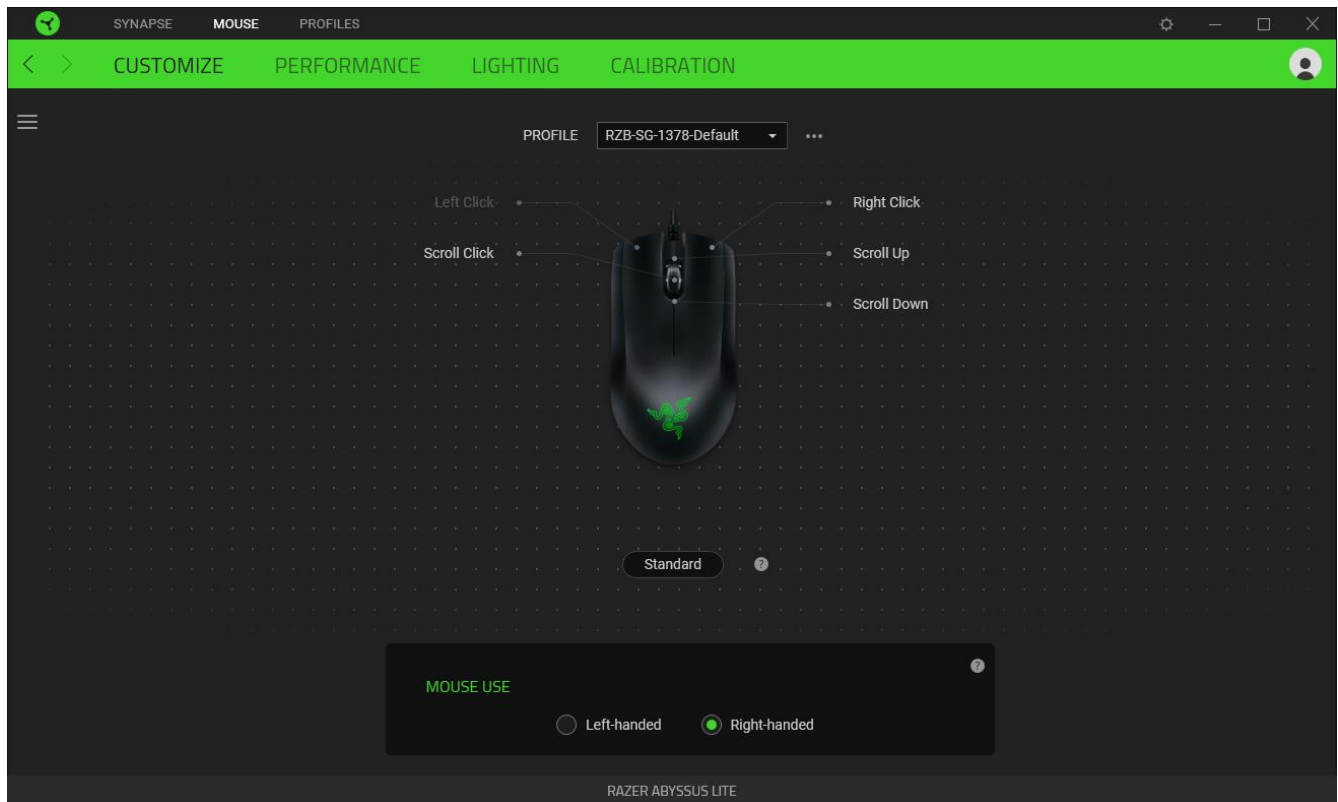 SYNAPSE MOUSE PROFILES
CUSTOMIZE PERFORMANCE LIGHTING CALIBRATION
PROFILE RZB-SG-1378-Default
Left Click Right Click
Scroll Click Scroll Up
Scroll Down
Standard ?
?
MOUSE USE
Left-handed Right-handed
RAZER ABYSSUS LITE